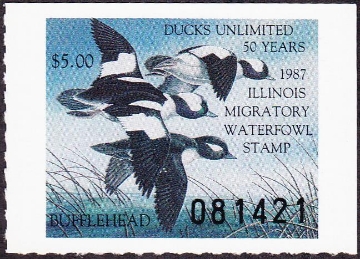 DUCKS UNLIMITED
50 YEARS
$5.00
1987
ILLINOIS
MIGRATORY
WATERFOWL
STAMP
BUFFLEHEAD
081421